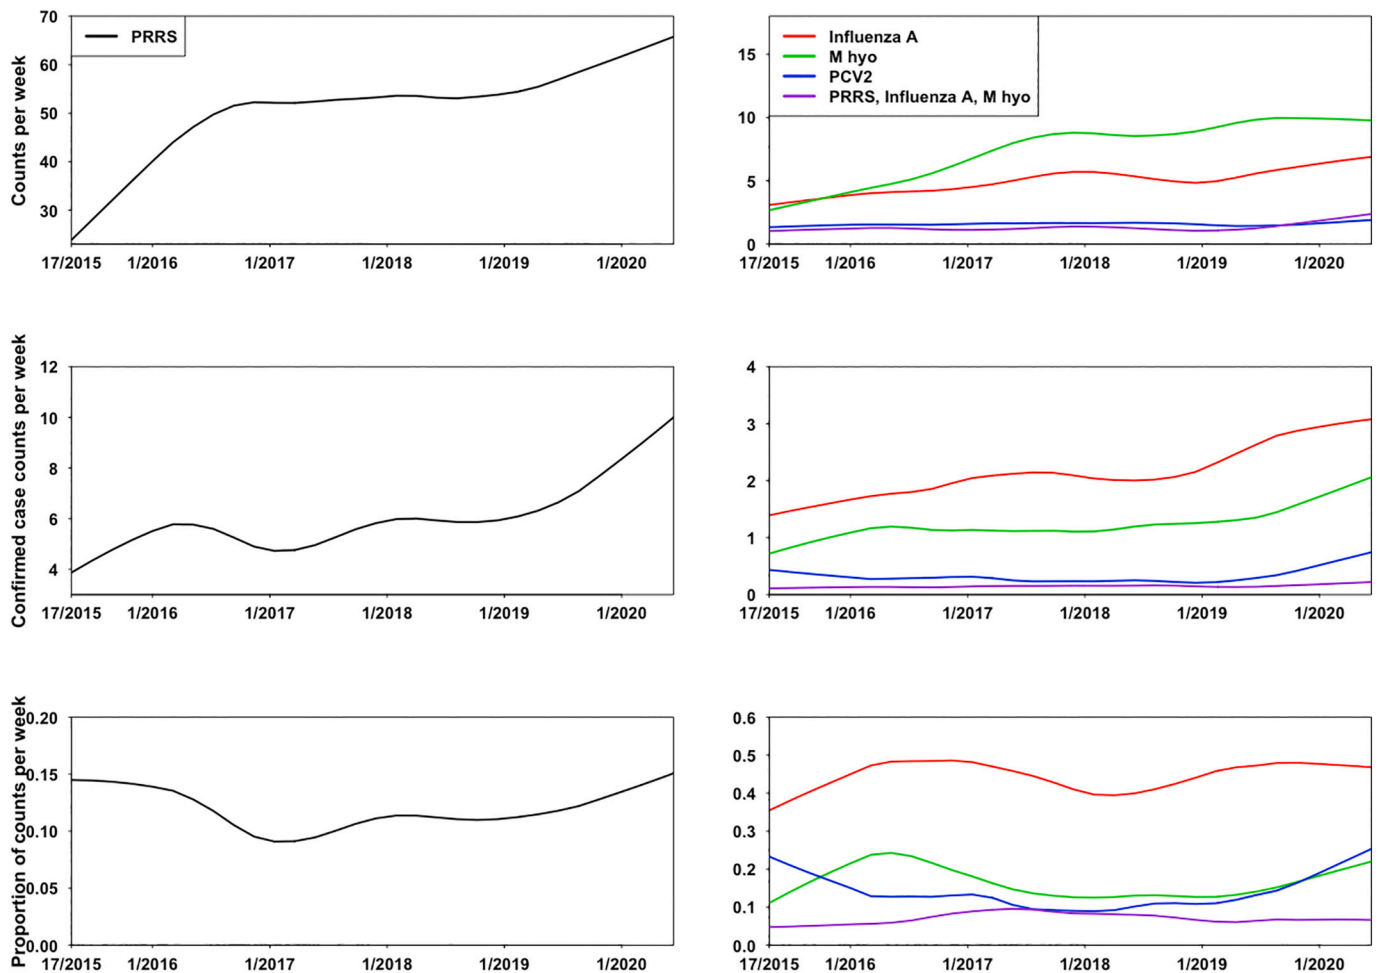 Counts per week
70
60
50
40
30
PRRS
17/2015 1/2016 1/2017 1/2018 1/2019 1/2020
15
10
5
0
Influenza A
M hyo
PCV2
PRRS, Influenza A, M hyo
17/2015 1/2016 1/2017 1/2018 1/2019 1/2020
Confirmed case counts per week
12
10
8
6
4
17/2015 1/2016 1/2017 1/2018 1/2019 1/2020
4
3
2
1
0
17/2015 1/2016 1/2017 1/2018 1/2019 1/2020
Proportion of counts per week
0.20
0.15
0.10
0.05
0.00
17/2015 1/2016 1/2017 1/2018 1/2019 1/2020
0.6
0.5
0.4
0.3
0.2
0.1
0.0
17/2015 1/2016 1/2017 1/2018 1/2019 1/2020